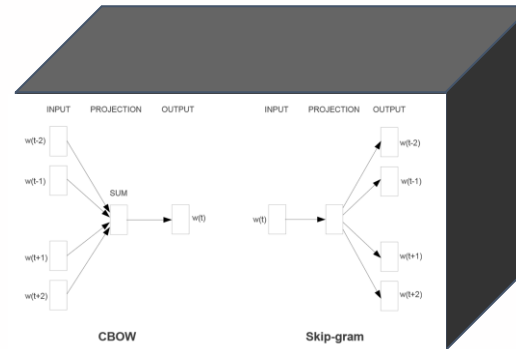 INPUT PROJECTION OUTPUT
w(t-2)
w(t-1)
SUM
w(t)
w(t+1)
w(t+2)
CBOW
INPUT PROJECTION OUTPUT
w(t-2)
w(t-1)
w(t)
w(t+1)
w(t+2)
Skip-gram